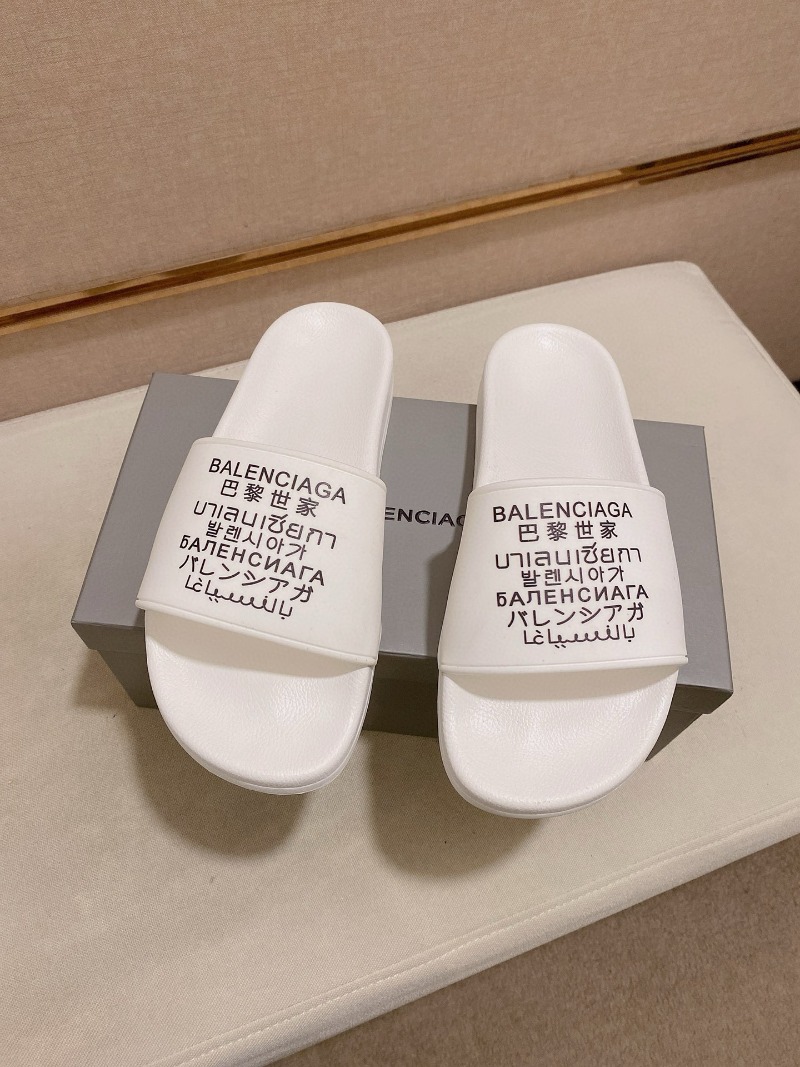 BALENCIAGA
巴黎世家
บาเลนเซียกา
발렌시아가
БАЛЕНСИАГА
バレンシアガ
بالنسياغا
BALENCIAGA
巴黎世家
บาเลนเซียกา
발렌시아가
БАЛЕНСИАГА
バレンシアガ
بالنسياغا